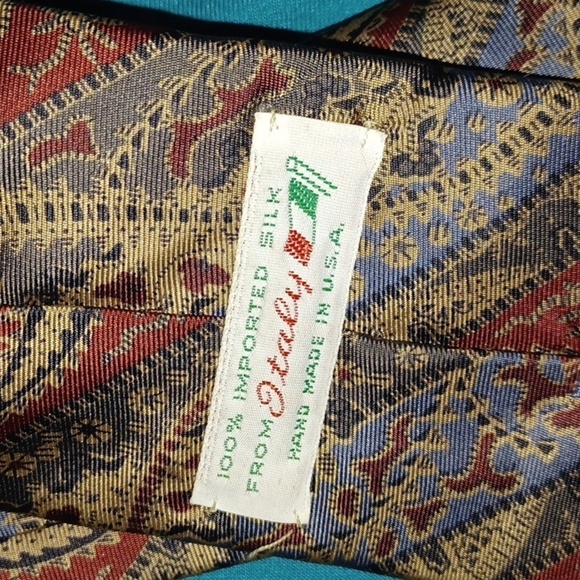 100% IMPORTED SILK
FROM Italy
HAND MADE IN U.S.A.